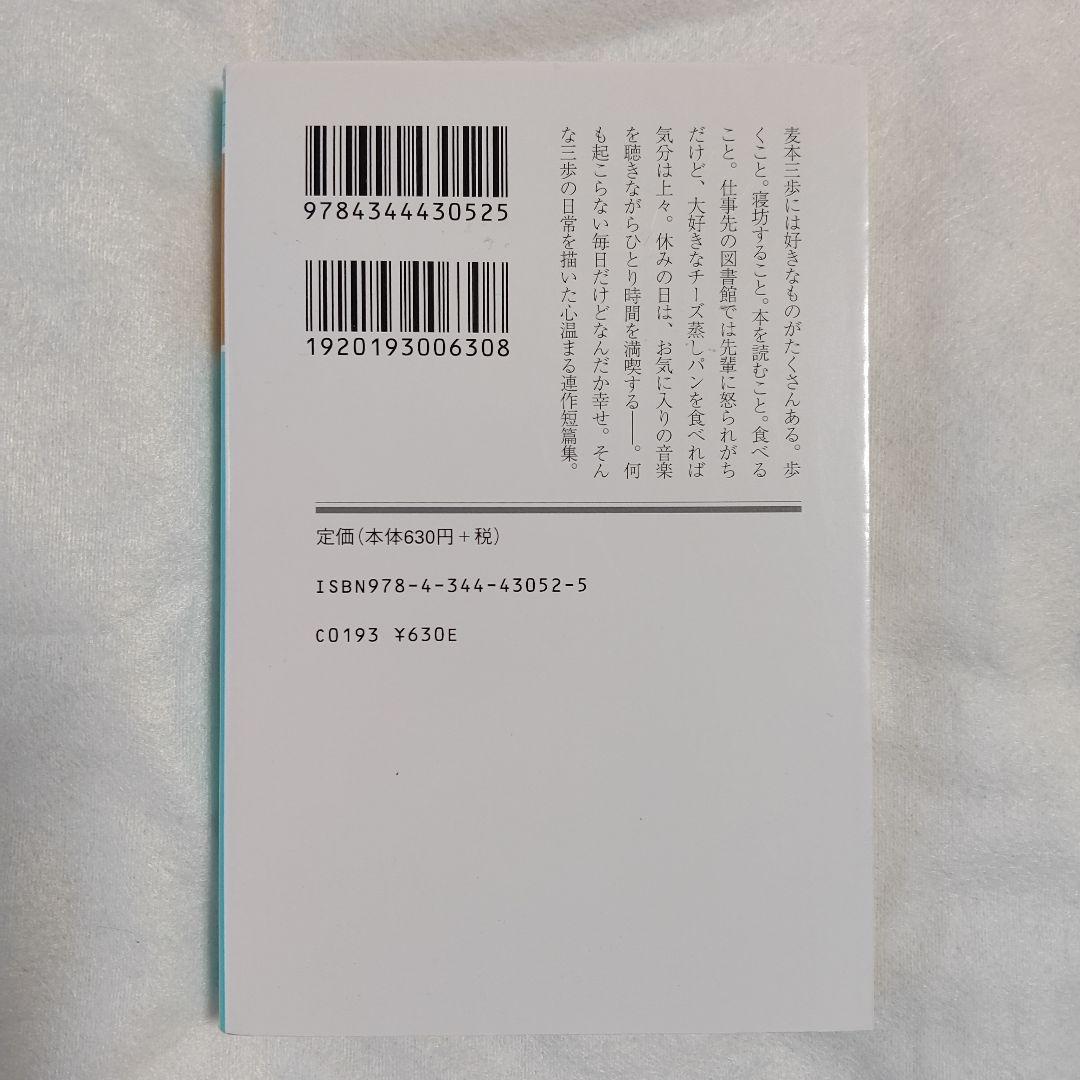 9784344430525
1920193006308
麦本三歩には好きなものがたくさんある。歩
くこと。寝坊すること。本を読むこと。食べる
こと。仕事先の図書館では先輩に怒られがち
だけど、大好きなチーズ蒸しパンを食べれば
気分は上々。休みの日は、お気に入りの音楽
を聴きながらひとり時間を満喫する――。何
も起こらない毎日だけどなんだか幸せ。そん
な三歩の日常を描いた心温まる連作短篇集。
定価(本体630円+税)
ISBN978-4-344-43052-5
C0193 ¥630E